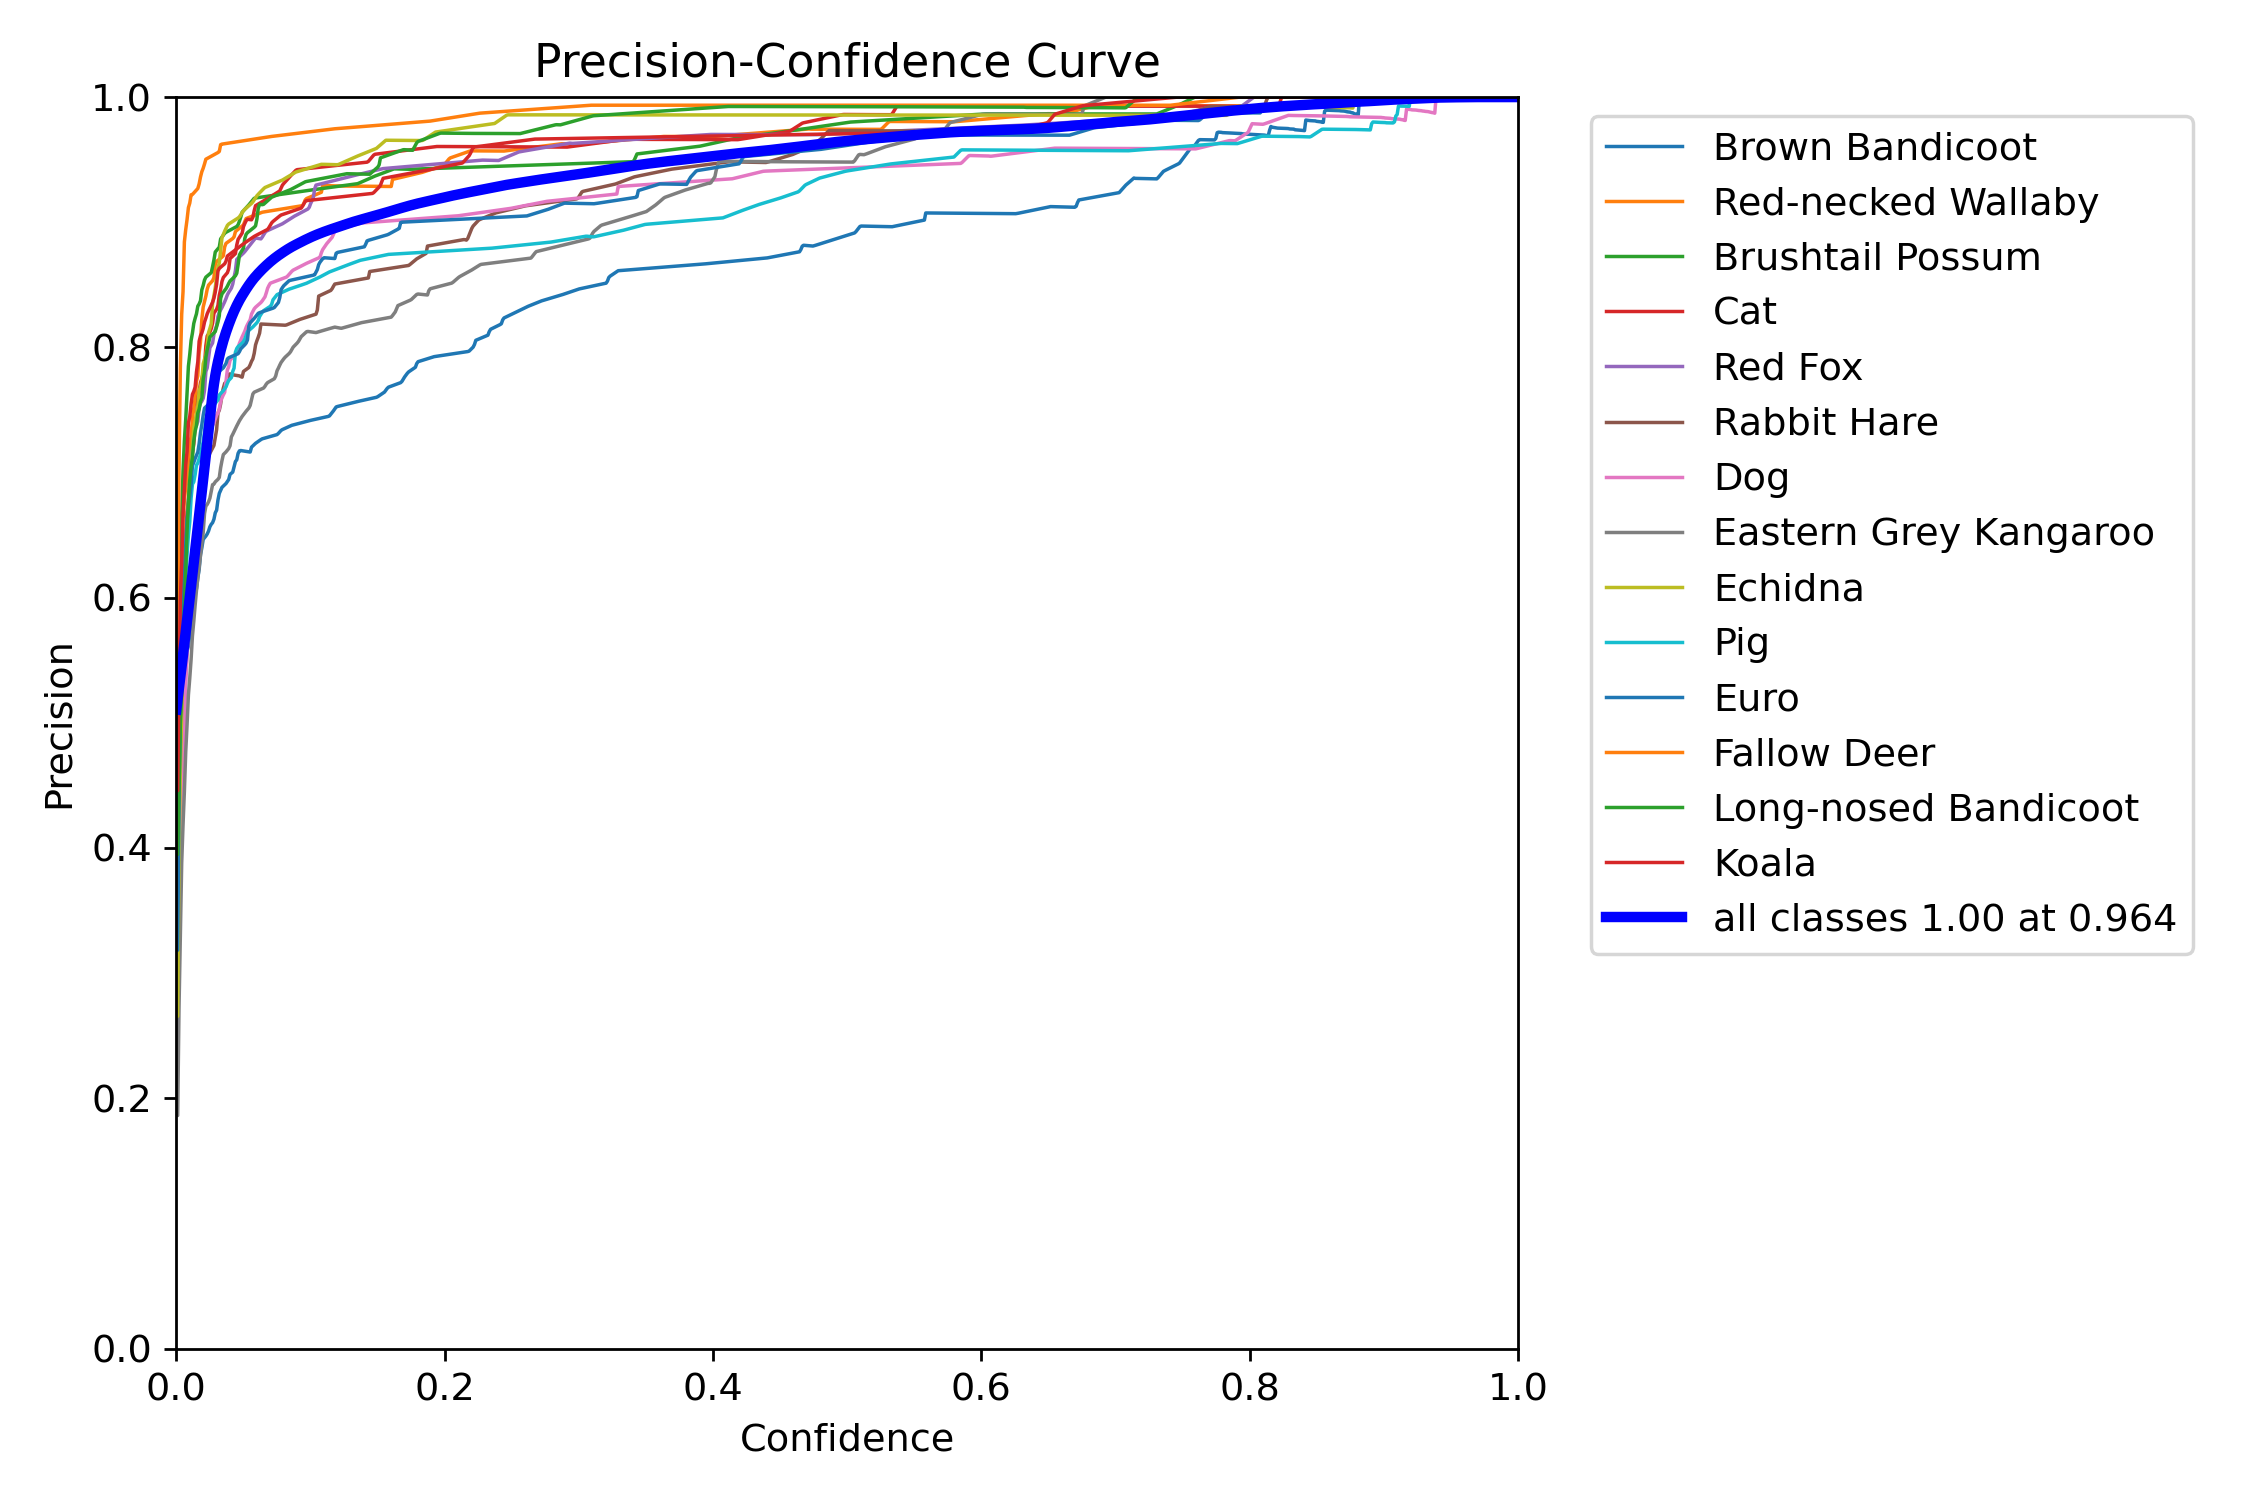 Precision-Confidence Curve
1.0
0.8
0.6
0.4
0.2
0.0
Precision
0.0 0.2 0.4 0.6 0.8 1.0
Confidence
Brown Bandicoot
Red-necked Wallaby
Brushtail Possum
Cat
Red Fox
Rabbit Hare
Dog
Eastern Grey Kangaroo
Echidna
Pig
Euro
Fallow Deer
Long-nosed Bandicoot
Koala
all classes 1.00 at 0.964